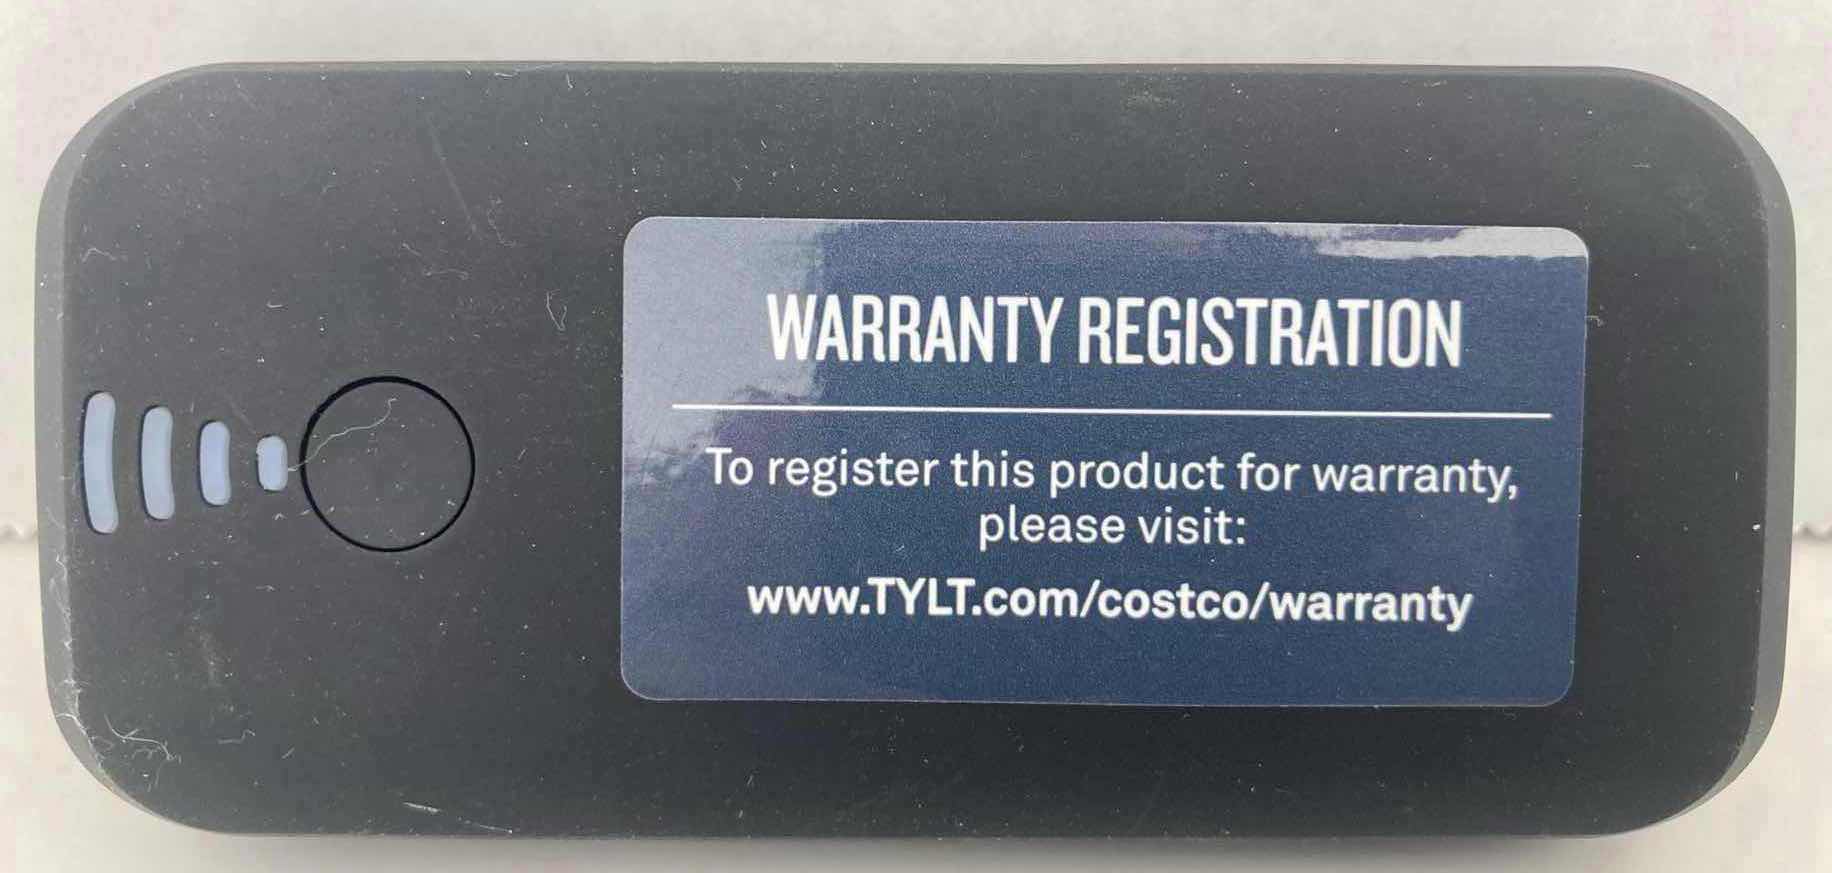 WARRANTY REGISTRATION
To register this product for warranty,
please visit:
www.TYLT.com/costco/warranty